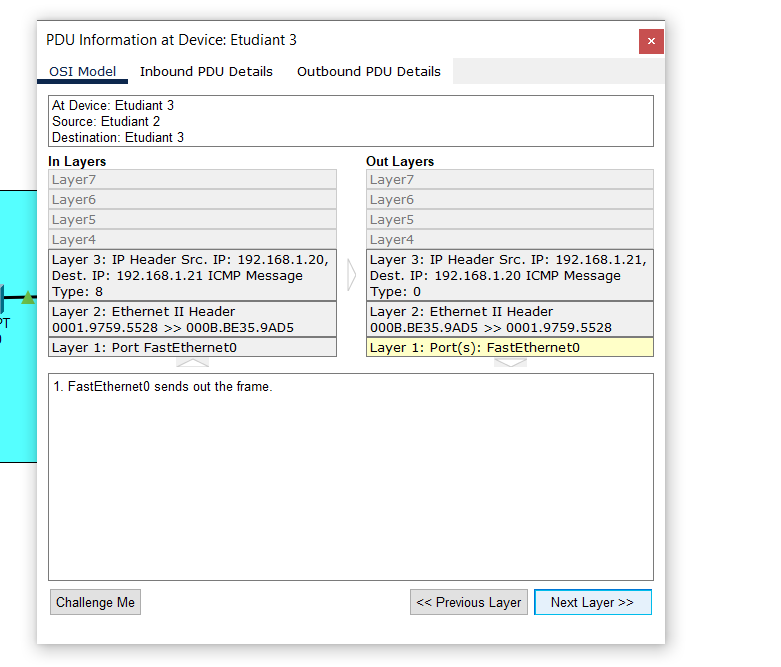 PDU Information at Device: Etudiant 3
×
OSI Model
Inbound PDU Details
Outbound PDU Details
At Device: Etudiant 3
Source: Etudiant 2
Destination: Etudiant 3
In Layers
Layer7
Layer6
Layer5
Layer4
Layer 3: IP Header Src. IP: 192.168.1.20,
Dest. IP: 192.168.1.21 ICMP Message
Type: 8
Layer 2: Ethernet II Header
0001.9759.5528 >> 000B.BE35.9AD5
Layer 1: Port FastEthernet0
Out Layers
Layer7
Layer6
Layer5
Layer4
Layer 3: IP Header Src. IP: 192.168.1.21,
Dest. IP: 192.168.1.20 ICMP Message
Type: 0
Layer 2: Ethernet II Header
000B.BE35.9AD5 >> 0001.9759.5528
Layer 1: Port(s): FastEthernet0
PT
1. FastEthernet0 sends out the frame.
Challenge Me
<< Previous Layer
Next Layer >>